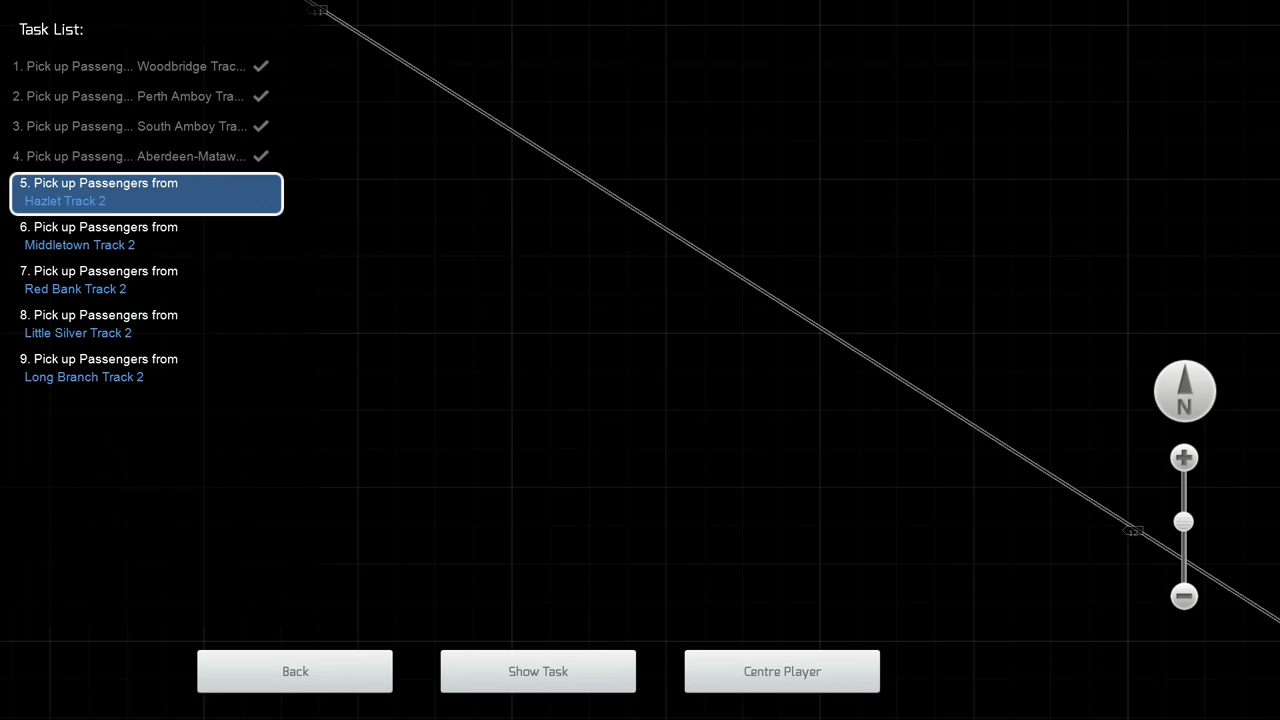 Task List:
1. Pick up Passeng... Woodbridge Trac...
2. Pick up Passeng... Perth Amboy Tra...
3. Pick up Passeng... South Amboy Tra...
4. Pick up Passeng... Aberdeen-Mataw...
5. Pick up Passengers from
Hazlet Track 2
6. Pick up Passengers from
Middletown Track 2
7. Pick up Passengers from
Red Bank Track 2
8. Pick up Passengers from
Little Silver Track 2
9. Pick up Passengers from
Long Branch Track 2
11
12
N
Back
Show Task
Centre Player